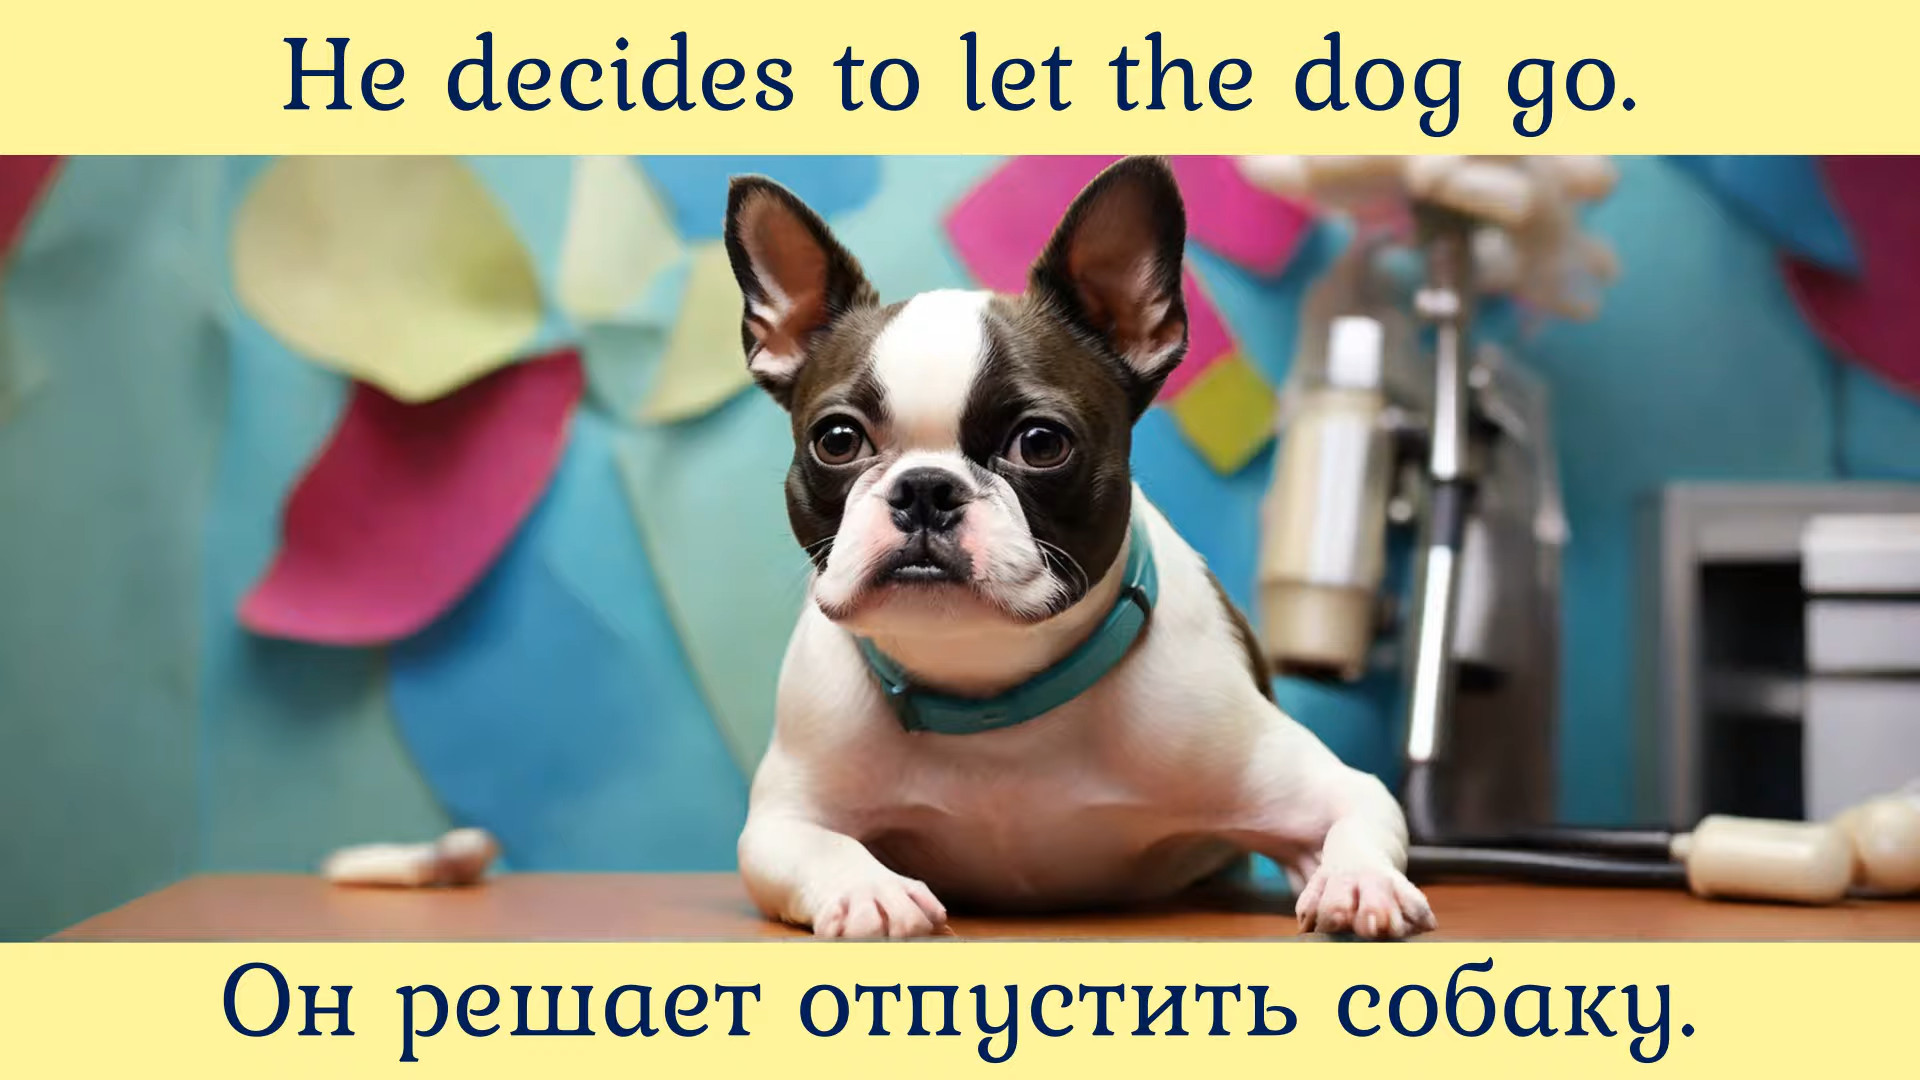 He decides to let the dog go.
Он решает отпустить собаку.